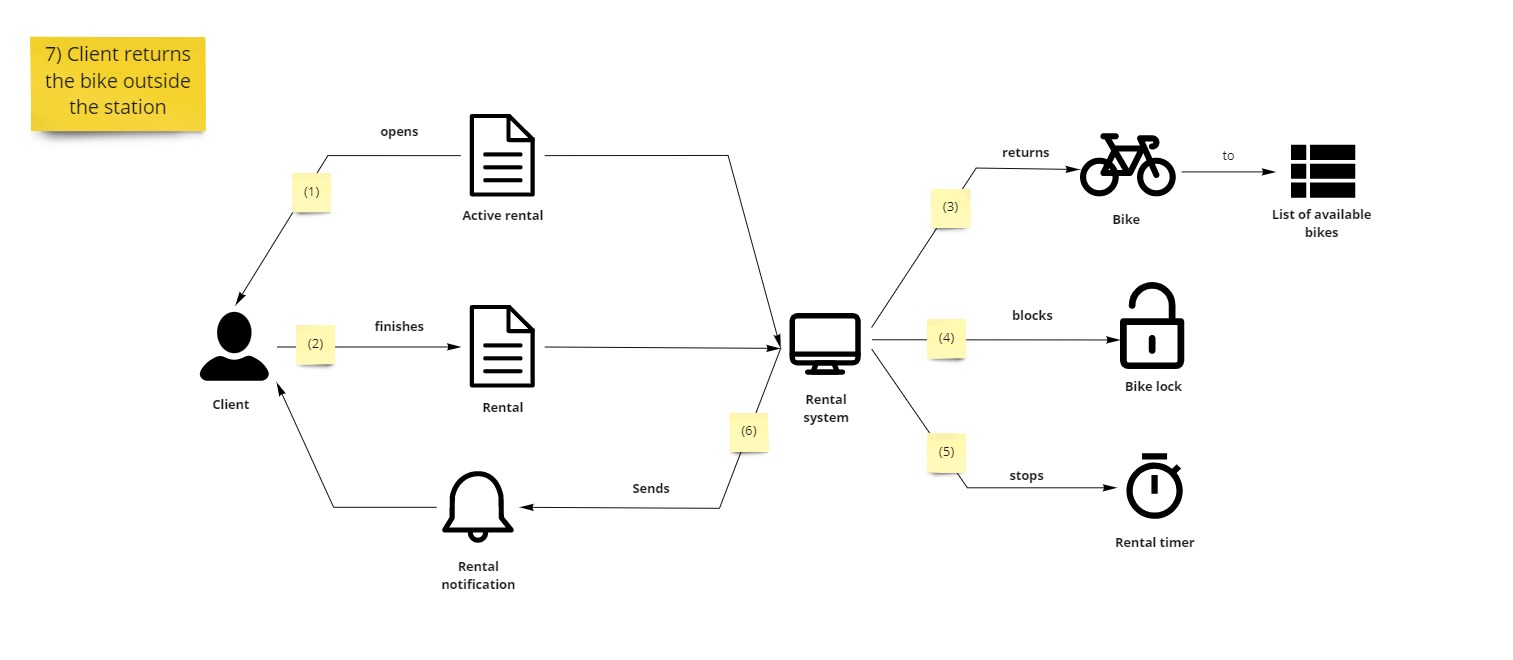 7) Client returns
the bike outside
the station
opens
(1)
Active rental
finishes
(2)
Rental
Client
Sends
(6)
Rental
notification
Rental
system
returns
(3)
Bike
to
List of available
bikes
blocks
(4)
Bike lock
stops
(5)
Rental timer